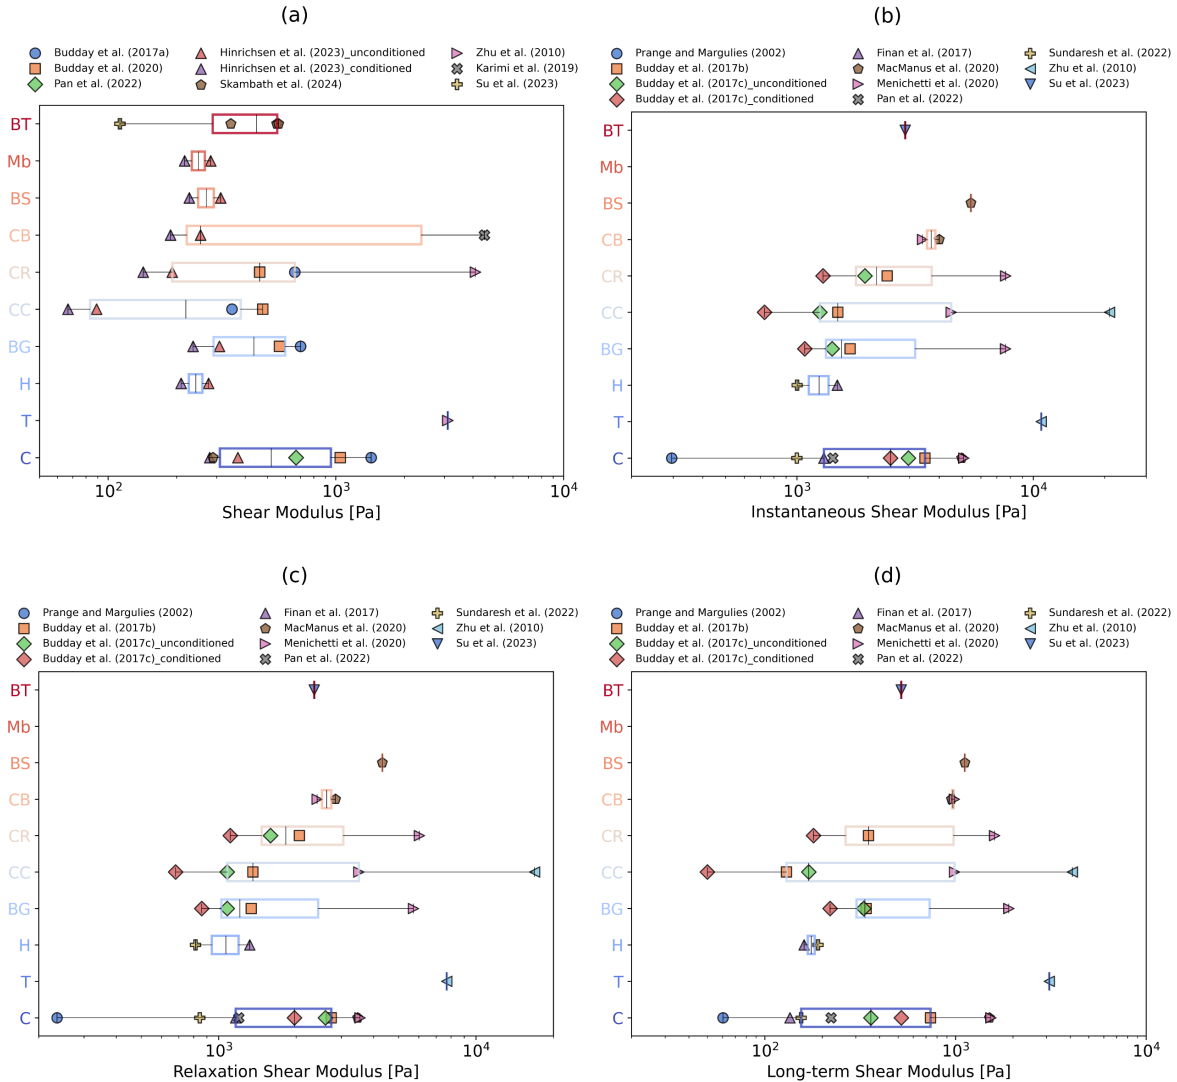 (a)
Budday et al. (2017a)
Budday et al. (2020)
Pan et al. (2022)
Hinrichsen et al. (2023)_unconditioned
Hinrichsen et al. (2023)_conditioned
Skambath et al. (2024)
Zhu et al. (2010)
Karimi et al. (2019)
Su et al. (2023)
BT
Mb
BS
CB
CR
CC
BG
H
T
C
10²
10³
10⁴
Shear Modulus [Pa]
(b)
Prange and Margulies (2002)
Budday et al. (2017b)
Budday et al. (2017c)_unconditioned
Budday et al. (2017c)_conditioned
Finan et al. (2017)
MacManus et al. (2020)
Menichetti et al. (2020)
Pan et al. (2022)
Sundaresh et al. (2022)
Zhu et al. (2010)
Su et al. (2023)
BT
Mb
BS
CB
CR
CC
BG
H
T
C
10³
10⁴
Instantaneous Shear Modulus [Pa]
(c)
Prange and Margulies (2002)
Budday et al. (2017b)
Budday et al. (2017c)_unconditioned
Budday et al. (2017c)_conditioned
Finan et al. (2017)
MacManus et al. (2020)
Menichetti et al. (2020)
Pan et al. (2022)
Sundaresh et al. (2022)
Zhu et al. (2010)
Su et al. (2023)
BT
Mb
BS
CB
CR
CC
BG
H
T
C
10³
10⁴
Relaxation Shear Modulus [Pa]
(d)
Prange and Margulies (2002)
Budday et al. (2017b)
Budday et al. (2017c)_unconditioned
Budday et al. (2017c)_conditioned
Finan et al. (2017)
MacManus et al. (2020)
Menichetti et al. (2020)
Pan et al. (2022)
Sundaresh et al. (2022)
Zhu et al. (2010)
Su et al. (2023)
BT
Mb
BS
CB
CR
CC
BG
H
T
C
10²
10³
10⁴
Long-term Shear Modulus [Pa]